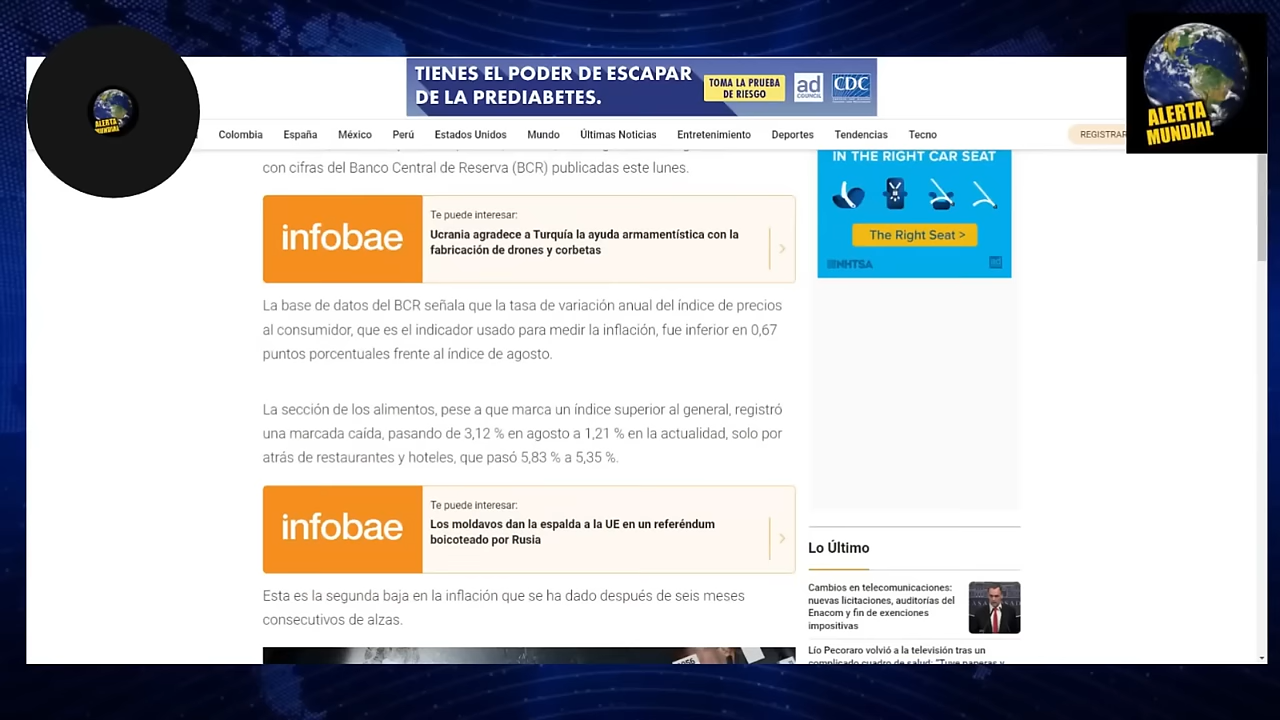 TIENES EL PODER DE ESCAPAR
DE LA PREDIABETES.
TOMA LA PRUEBA
DE RIESGO
ad
COUNCIL
CDC
ALERTA
MUNDIAL
ALERTA
MUNDIAL
Colombia España México Perú Estados Unidos Mundo Últimas Noticias Entretenimiento Deportes Tendencias Tecno
REGISTRAR
con cifras del Banco Central de Reserva (BCR) publicadas este lunes.
IN THE RIGHT CAR SEAT
The Right Seat >
NHTSA
infobae
Te puede interesar:
Ucrania agradece a Turquía la ayuda armamentística con la
fabricación de drones y corbetas
La base de datos del BCR señala que la tasa de variación anual del índice de precios
al consumidor, que es el indicador usado para medir la inflación, fue inferior en 0,67
puntos porcentuales frente al índice de agosto.
La sección de los alimentos, pese a que marca un índice superior al general, registró
una marcada caída, pasando de 3,12 % en agosto a 1,21 % en la actualidad, solo por
atrás de restaurantes y hoteles, que pasó 5,83 % a 5,35 %.
infobae
Te puede interesar:
Los moldavos dan la espalda a la UE en un referéndum
boicoteado por Rusia
Esta es la segunda baja en la inflación que se ha dado después de seis meses
consecutivos de alzas.
Lo Último
Cambios en telecomunicaciones:
nuevas licitaciones, auditorías del
Enacom y fin de exenciones
impositivas
Lío Pecoraro volvió a la televisión tras un
complicado cuadro de salud: "Tuve paperas y